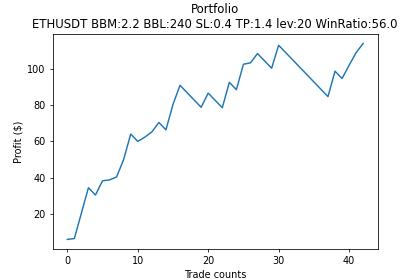 Portfolio
ETHUSDT BBM:2.2 BBL:240 SL:0.4 TP:1.4 lev:20 WinRatio:56.0
Profit ($)
100
80
60
40
20
0
10
20
30
40
Trade counts